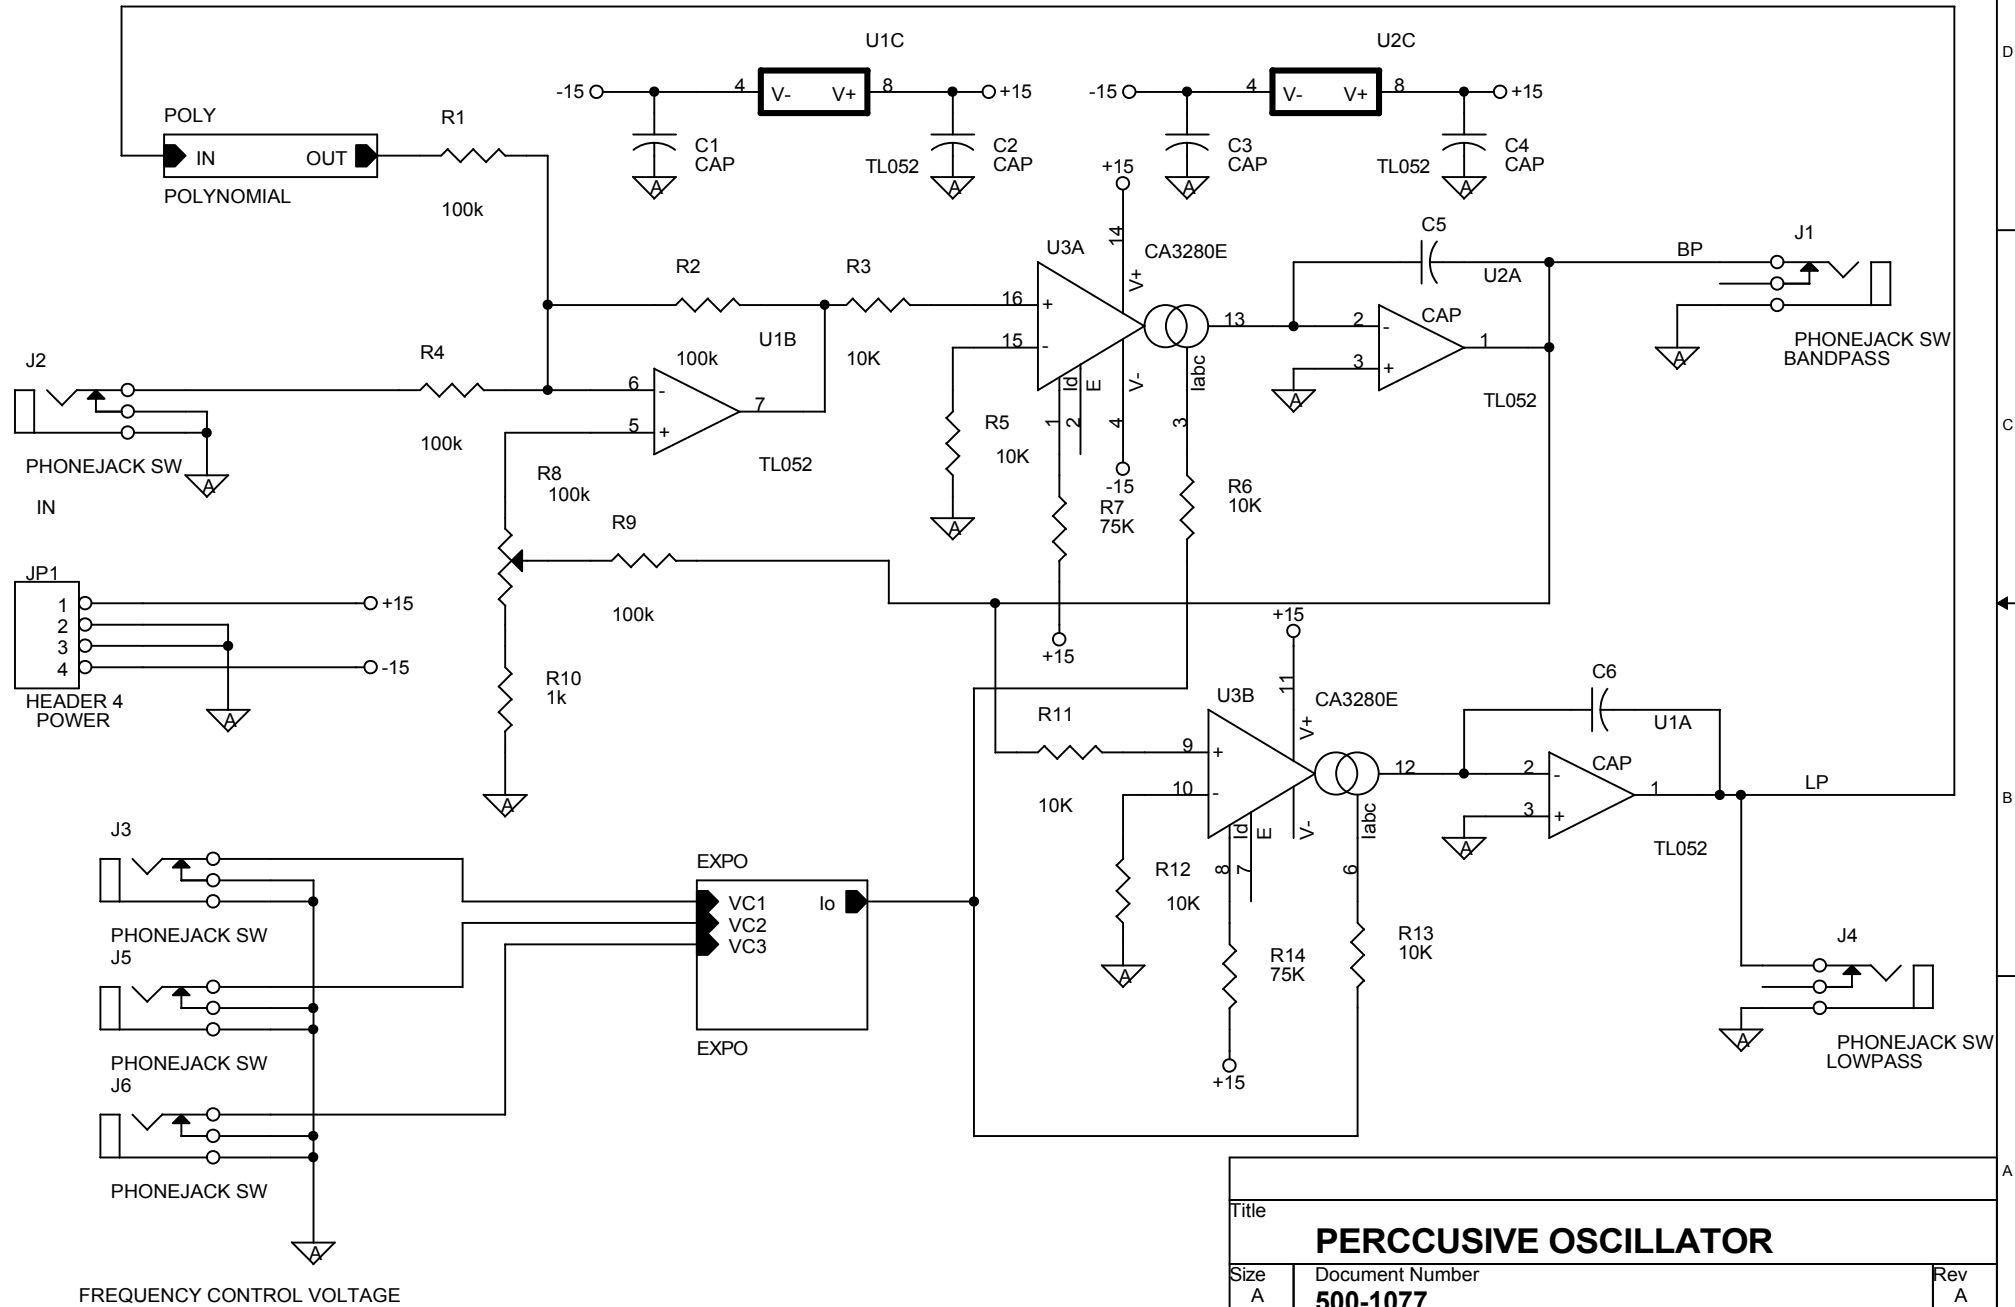 D
U1C
U2C
-15
4
V-
V+
8
+15
-15
4
V-
V+
8
+15
POLY
R1
IN
OUT
C1
CAP
TL052
C2
CAP
C3
CAP
TL052
C4
CAP
A
A
A
A
POLYNOMIAL
100k
+15
14
V+
U3A
CA3280E
C5
U2A
BP
J1
R2
R3
16
+
15
-
13
2
-
CAP
1
3
+
A
TL052
A
PHONEJACK SW
BANDPASS
U1B
100k
10K
J2
R4
6
-
7
5
+
TL052
100k
PHONEJACK SW
A
IN
Id
E
V-
Iabc
1
2
4
3
C
R5
10K
A
-15
R7
75K
R6
10K
R8
100k
R9
100k
JP1
1
2
3
4
+15
-15
HEADER 4
POWER
A
R10
1k
A
+15
+15
11
V+
U3B
CA3280E
C6
U1A
R11
9
+
10
-
12
2
-
CAP
1
3
+
A
TL052
LP
B
10K
Id
E
V-
Iabc
8
7
6
R12
10K
A
R14
75K
+15
R13
10K
J4
A
PHONEJACK SW
LOWPASS
J3
PHONEJACK SW
J5
PHONEJACK SW
J6
PHONEJACK SW
A
EXPO
VC1
VC2
VC3
Io
EXPO
FREQUENCY CONTROL VOLTAGE
A
Title
PERCCUSIVE OSCILLATOR
Size
A
Document Number
500-1077
Rev
A